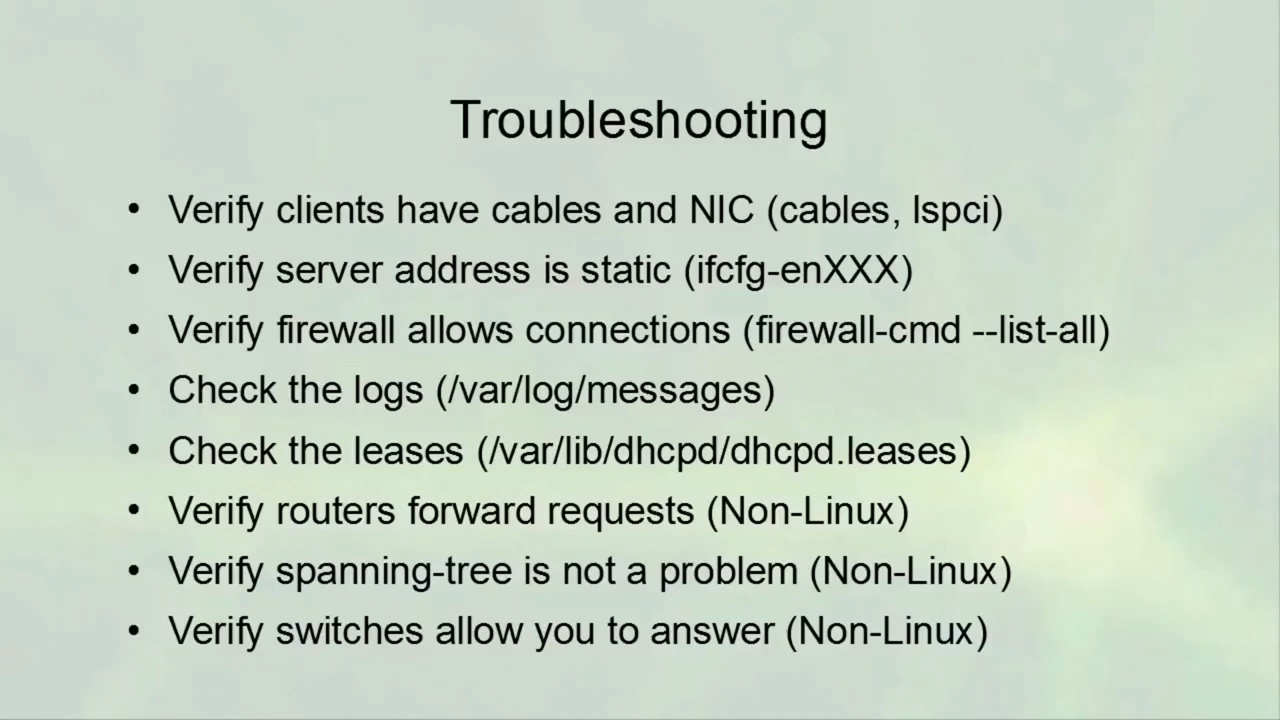 Troubleshooting
• Verify clients have cables and NIC (cables, lspci)
• Verify server address is static (ifcfg-enXXX)
• Verify firewall allows connections (firewall-cmd --list-all)
• Check the logs (/var/log/messages)
• Check the leases (/var/lib/dhcpd/dhcpd.leases)
• Verify routers forward requests (Non-Linux)
• Verify spanning-tree is not a problem (Non-Linux)
• Verify switches allow you to answer (Non-Linux)